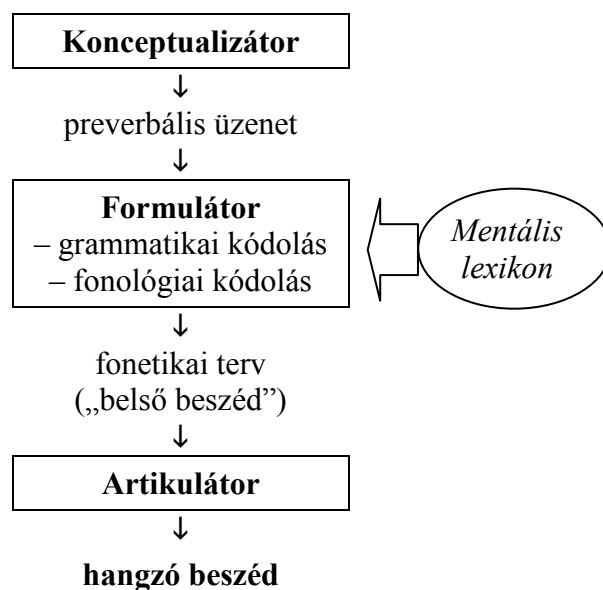 Konceptualizátor
↓
preverbális üzenet
↓
Formulátor
– grammatikai kódolás
– fonológiai kódolás
Mentális
lexikon
↓
fonetikai terv
(„belső beszéd”)
↓
Artikulátor
↓
hangzó beszéd